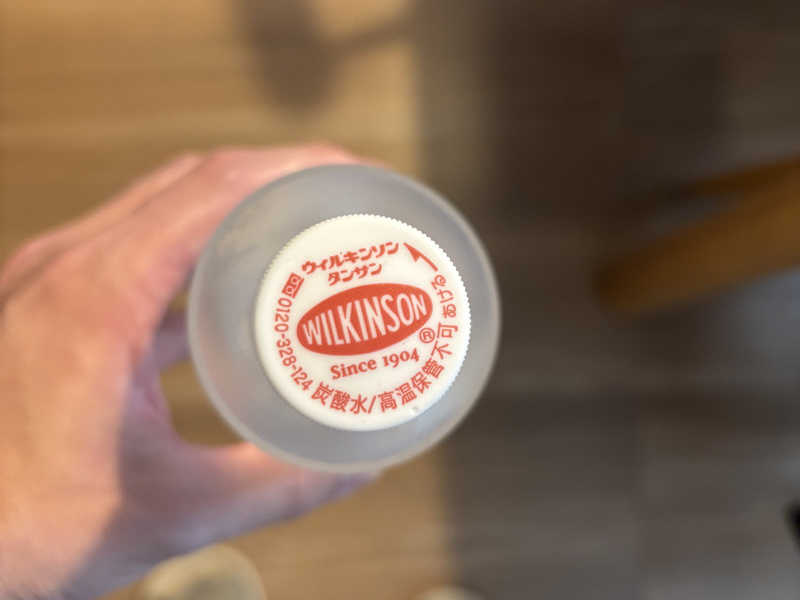 ウィルキンソン
タンサン
WILKINSON
®
Since 1904
あける
0120-328-124
炭酸水/高温保管不可